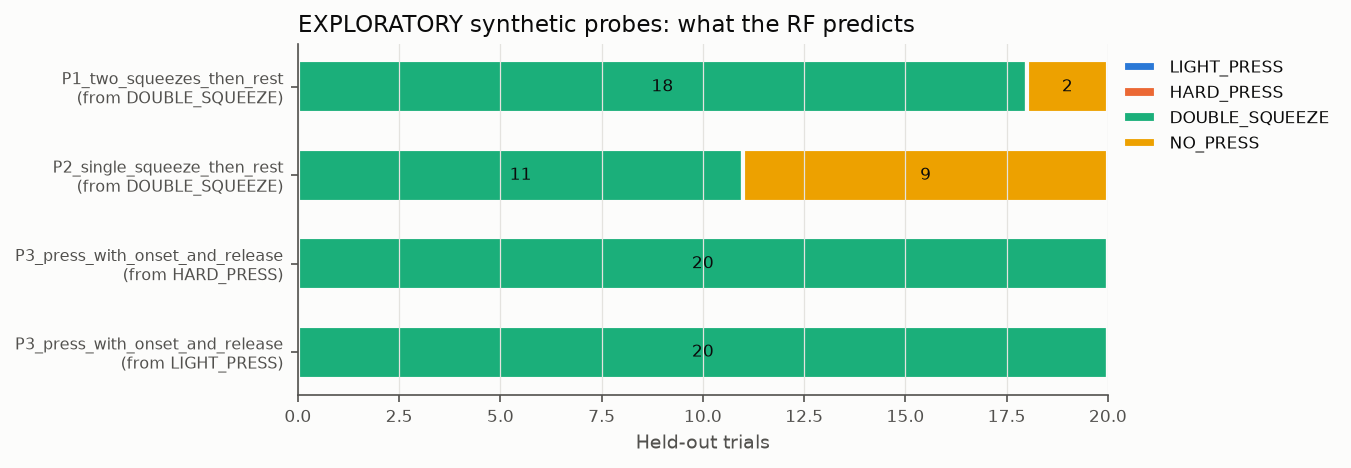 EXPLORATORY synthetic probes: what the RF predicts
P1_two_squeezes_then_rest
(from DOUBLE_SQUEEZE)
18
2
P2_single_squeeze_then_rest
(from DOUBLE_SQUEEZE)
11
9
P3_press_with_onset_and_release
(from HARD_PRESS)
20
P3_press_with_onset_and_release
(from LIGHT_PRESS)
20
0.0 2.5 5.0 7.5 10.0 12.5 15.0 17.5 20.0
Held-out trials
LIGHT_PRESS
HARD_PRESS
DOUBLE_SQUEEZE
NO_PRESS